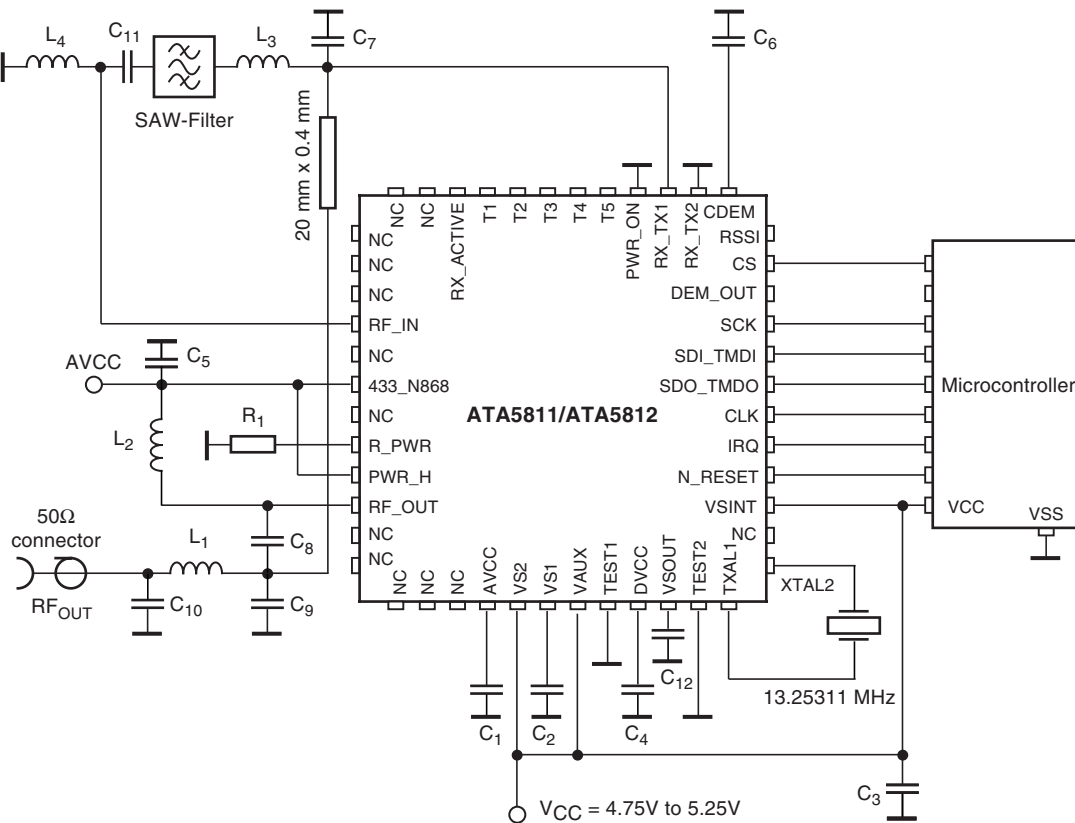 L4
C11
L3
C7
C6
SAW-Filter
20 mm x 0.4 mm
NC
NC
RX_ACTIVE
T1
T2
T3
T4
T5
PWR_ON
RX_TX1
RX_TX2
CDEM
NC
NC
NC
RF_IN
NC
433_N868
NC
R_PWR
PWR_H
RF_OUT
NC
NC
RSSI
CS
DEM_OUT
SCK
SDI_TMDI
SDO_TMDO
CLK
IRQ
N_RESET
VSINT
NC
XTAL2
ATA5811/ATA5812
Microcontroller
VCC
VSS
AVCC
C5
L2
R1
50Ω
connector
L1
C8
RFOUT
C10
C9
NC
NC
NC
AVCC
VS2
VS1
VAUX
TEST1
DVCC
VSOUT
TEST2
TXAL1
C1
C2
C4
C12
13.25311 MHz
C3
VCC = 4.75V to 5.25V